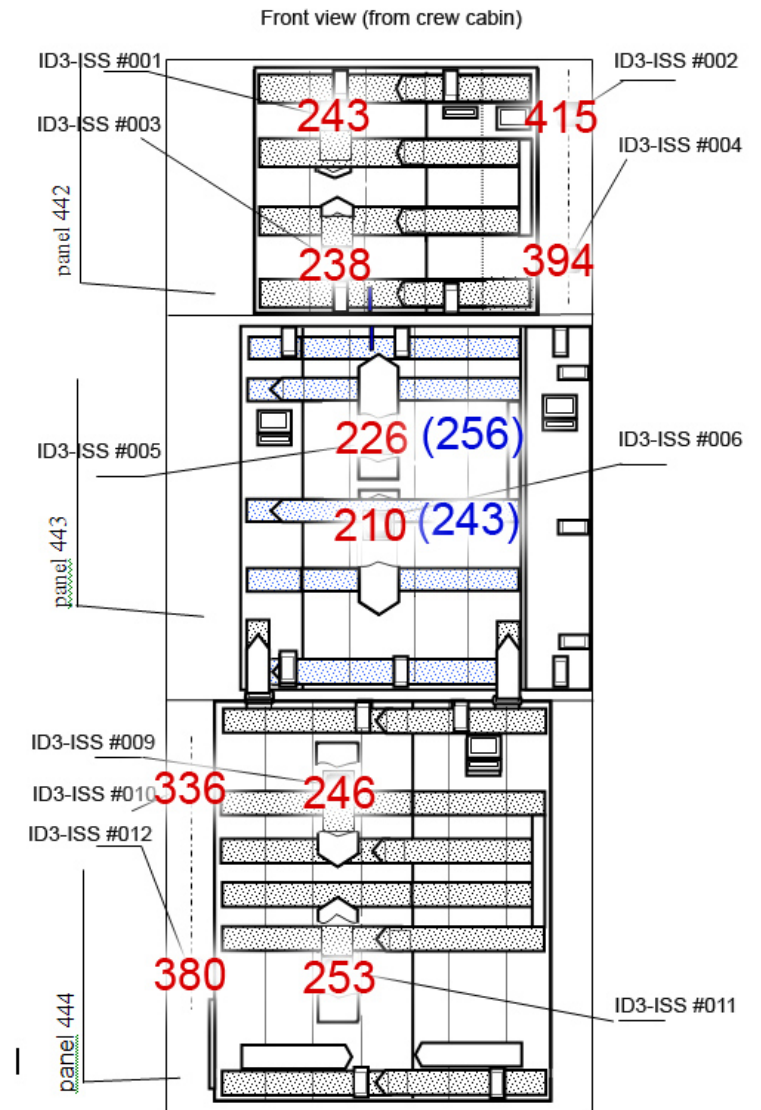 Front view (from crew cabin)
ID3-ISS #001
ID3-ISS #002
243
415
ID3-ISS #003
ID3-ISS #004
panel 442
238
394
226 (256)
ID3-ISS #005
ID3-ISS #006
210 (243)
panel 443
ID3-ISS #009
336
246
ID3-ISS #010
ID3-ISS #012
380
253
ID3-ISS #011
panel 444